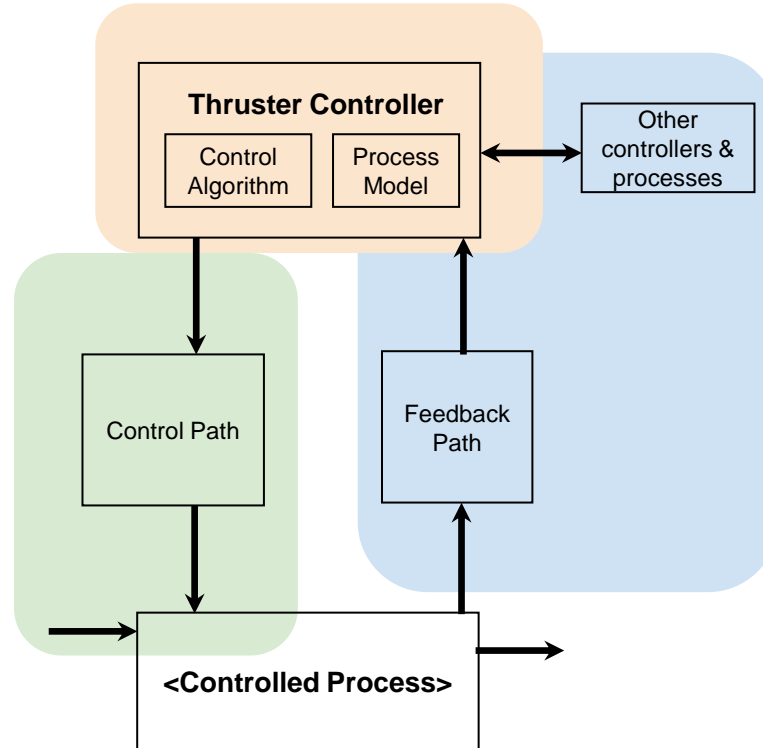 Thruster Controller
Control
Algorithm
Process
Model
Other
controllers &
processes
Control Path
Feedback
Path
<Controlled Process>